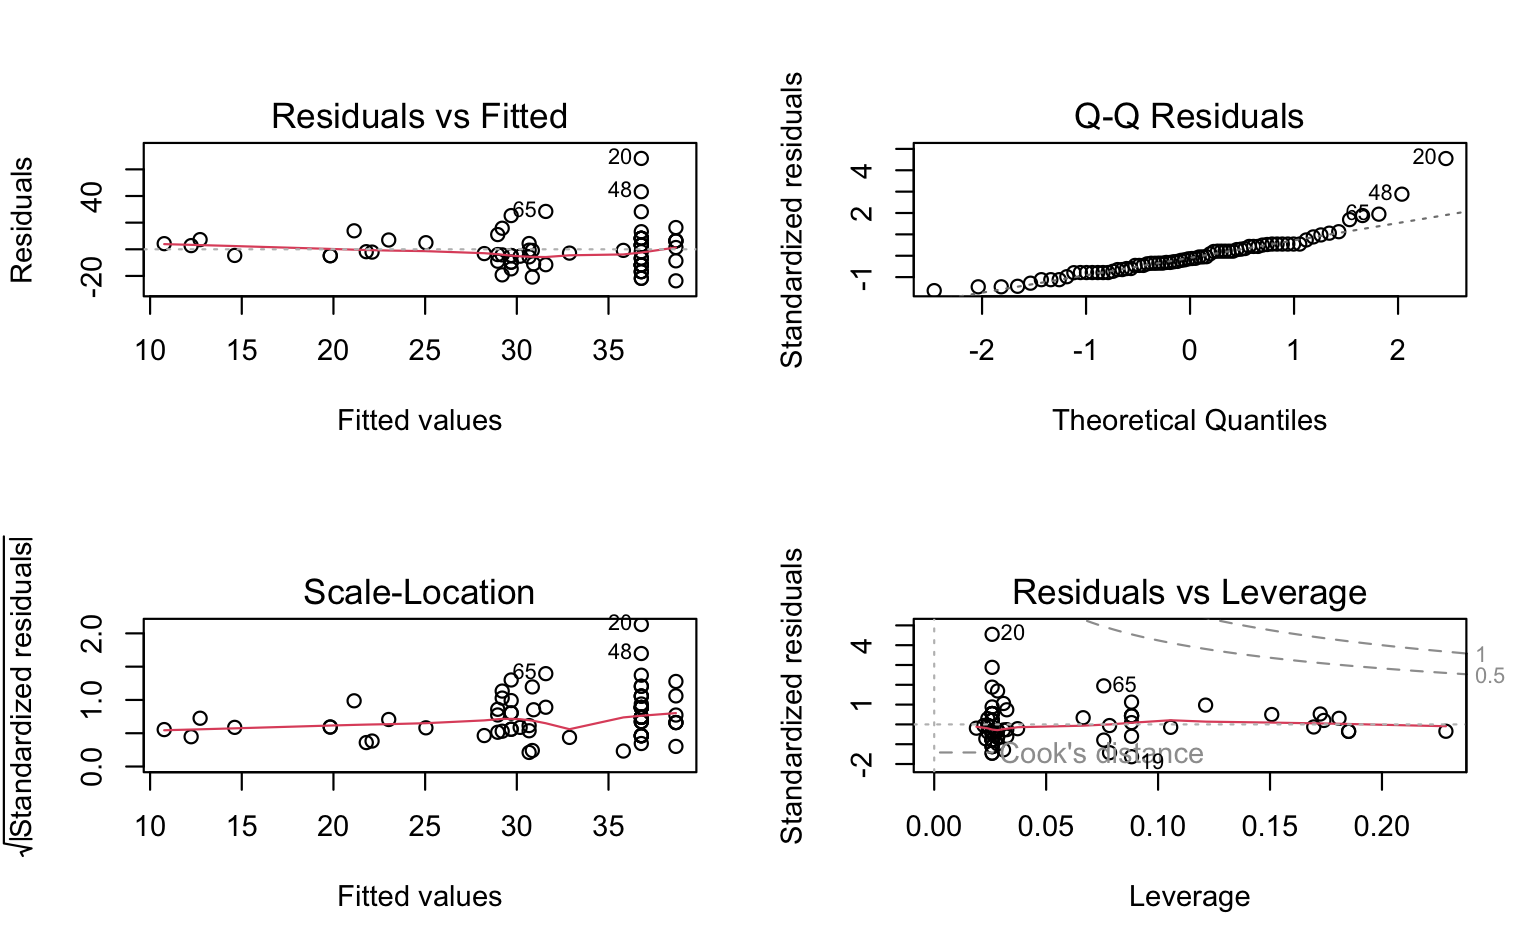 Residuals vs Fitted
Residuals
-20
40
20
48
65
10 15 20 25 30 35
Fitted values
Q-Q Residuals
Standardized residuals
-1
2
4
20
48
65
-2 -1 0 1 2
Theoretical Quantiles
Scale-Location
√|Standardized residuals|
0.0
1.0
2.0
20
48
65
10 15 20 25 30 35
Fitted values
Residuals vs Leverage
Standardized residuals
-2
1
4
20
65
19
1
0.5
Cook's distance
0.00 0.05 0.10 0.15 0.20
Leverage